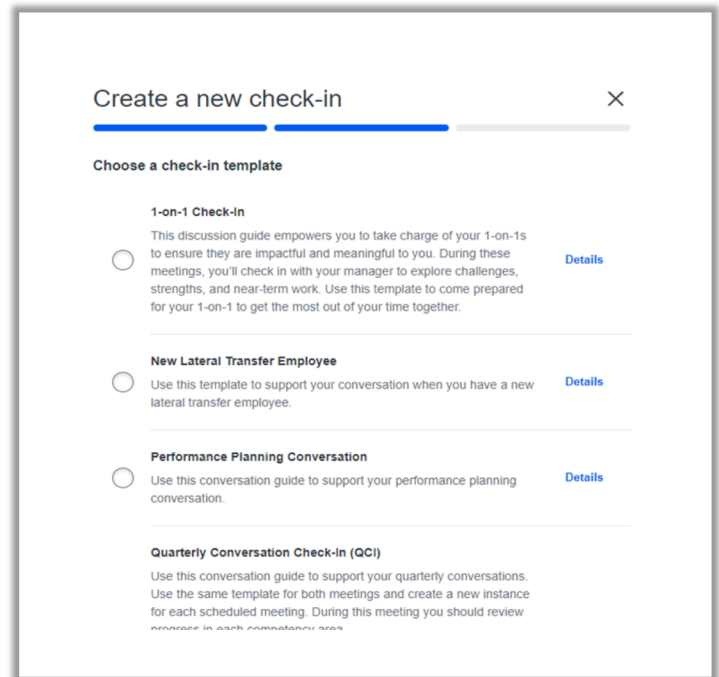 Create a new check-in
Choose a check-in template
1-on-1 Check-In
This discussion guide empowers you to take charge of your 1-on-1s
to ensure they are impactful and meaningful to you. During these
meetings, you'll check in with your manager to explore challenges,
strengths, and near-term work. Use this template to come prepared
for your 1-on-1 to get the most out of your time together.
Details
New Lateral Transfer Employee
Use this template to support your conversation when you have a new
lateral transfer employee.
Details
Performance Planning Conversation
Use this conversation guide to support your performance planning
conversation.
Details
Quarterly Conversation Check-In (QCI)
Use this conversation guide to support your quarterly conversations.
Use the same template for both meetings and create a new instance
for each scheduled meeting. During this meeting you should review
progress in each competency area